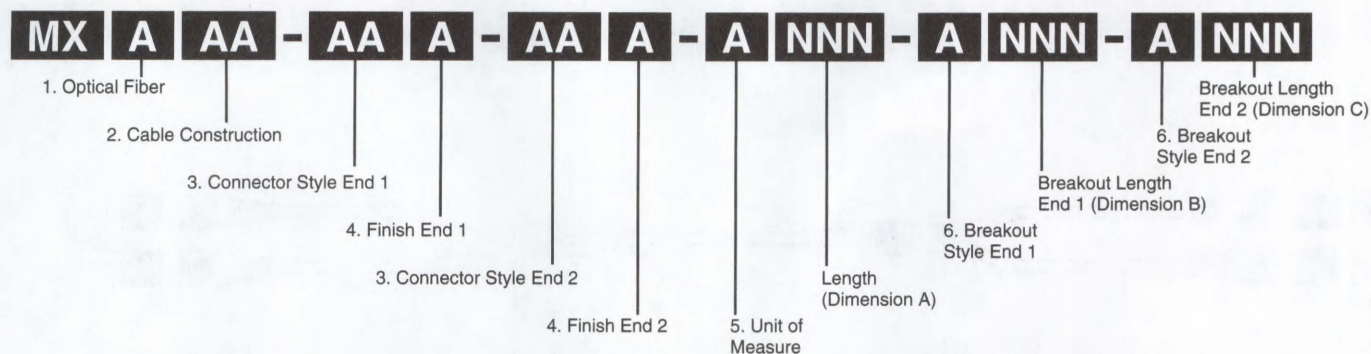 MX A AA - AA A - AA A - A NNN - A NNN - A NNN
1. Optical Fiber
2. Cable Construction
3. Connector Style End 1
4. Finish End 1
3. Connector Style End 2
4. Finish End 2
5. Unit of
Measure
Length
(Dimension A)
6. Breakout
Style End 1
Breakout Length
End 1 (Dimension B)
6. Breakout
Style End 2
Breakout Length
End 2 (Dimension C)